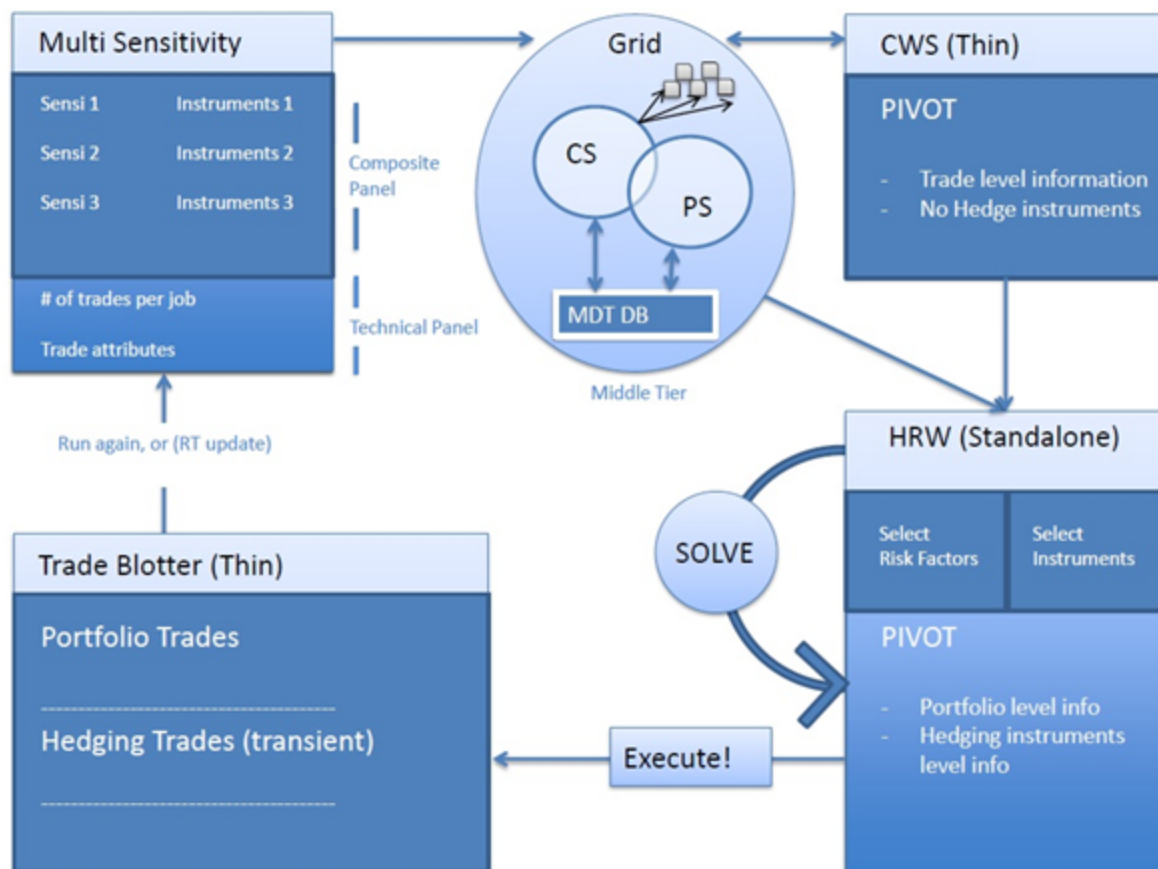 Multi Sensitivity
Sensi 1 Instruments 1
Sensi 2 Instruments 2
Sensi 3 Instruments 3
# of trades per job
Trade attributes
Composite
Panel
Technical Panel
Grid
CS
PS
MDT DB
Middle Tier
CWS (Thin)
PIVOT
- Trade level information
- No Hedge instruments
HRW (Standalone)
Select
Risk Factors
Select
Instruments
PIVOT
- Portfolio level info
- Hedging instruments
level info
SOLVE
Execute!
Run again, or (RT update)
Trade Blotter (Thin)
Portfolio Trades
Hedging Trades (transient)